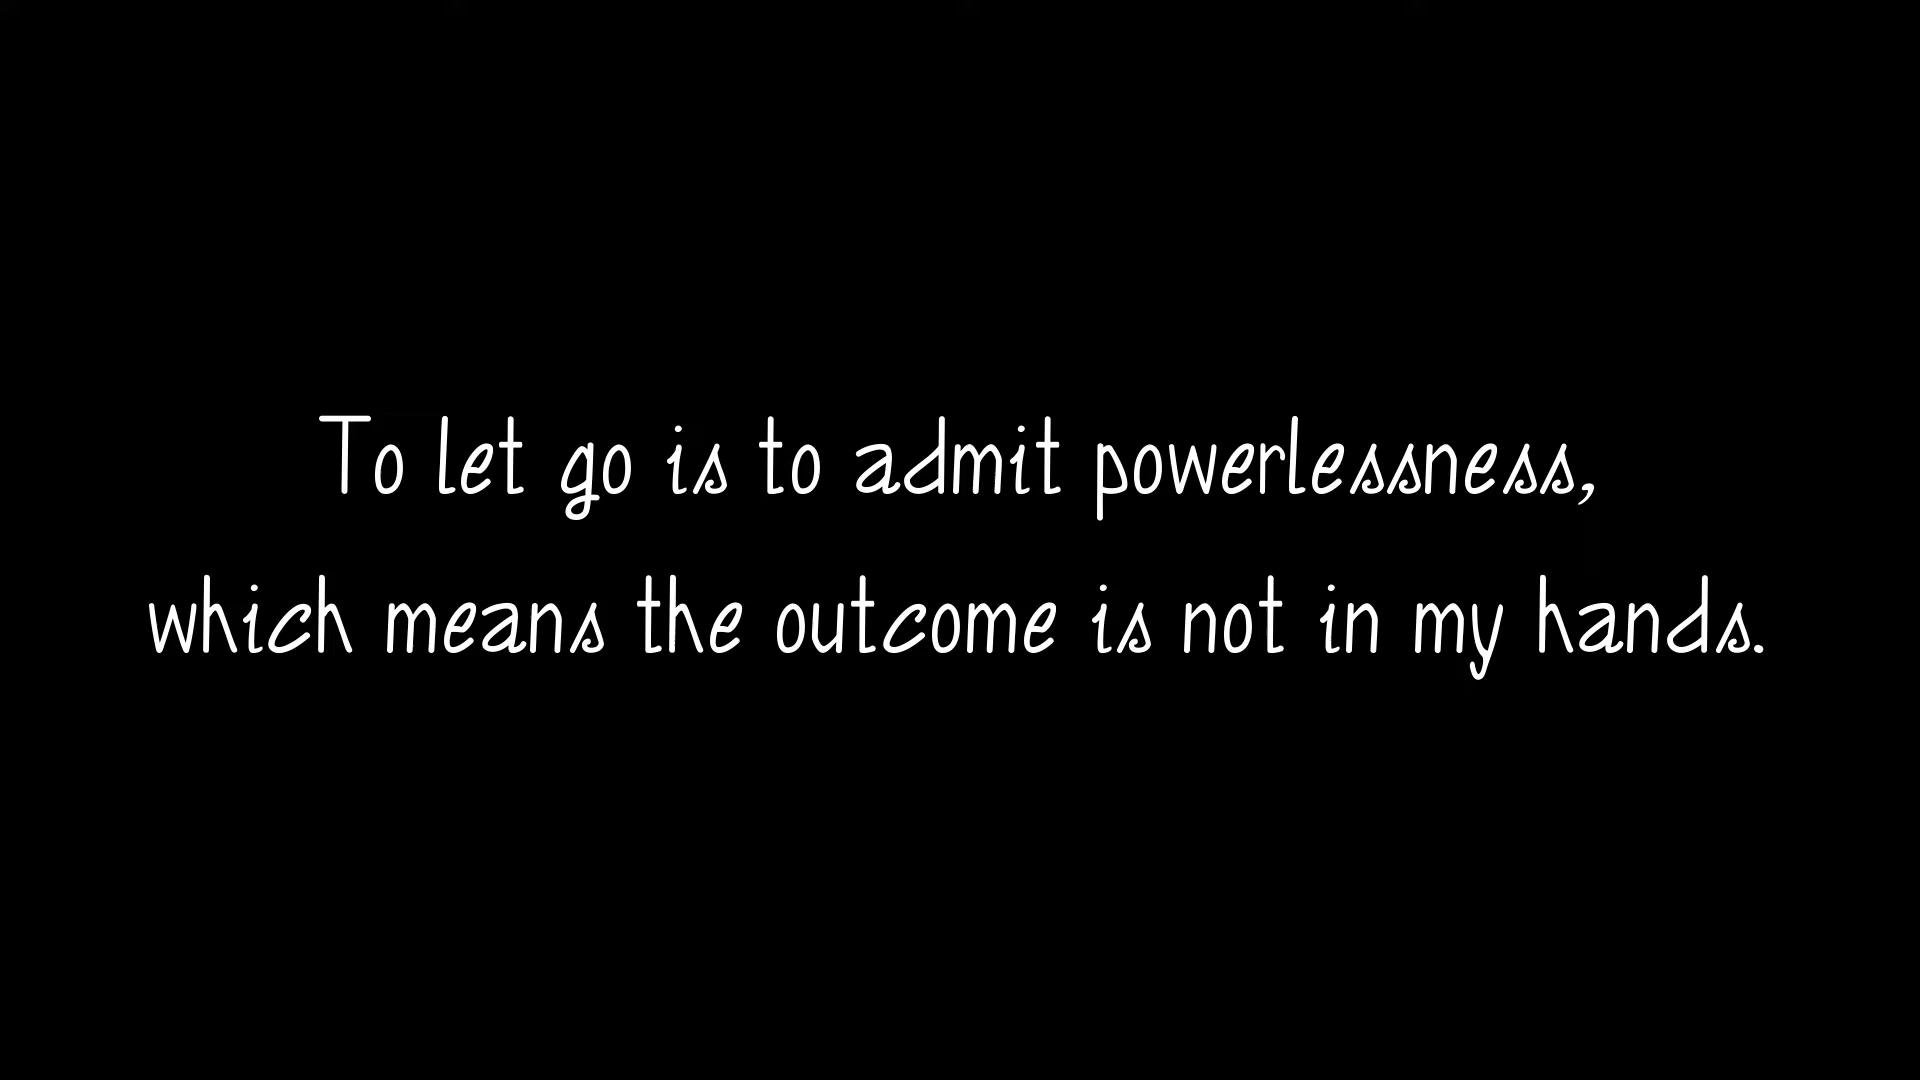 To let go is to admit powerlessness,
which means the outcome is not in my hands.